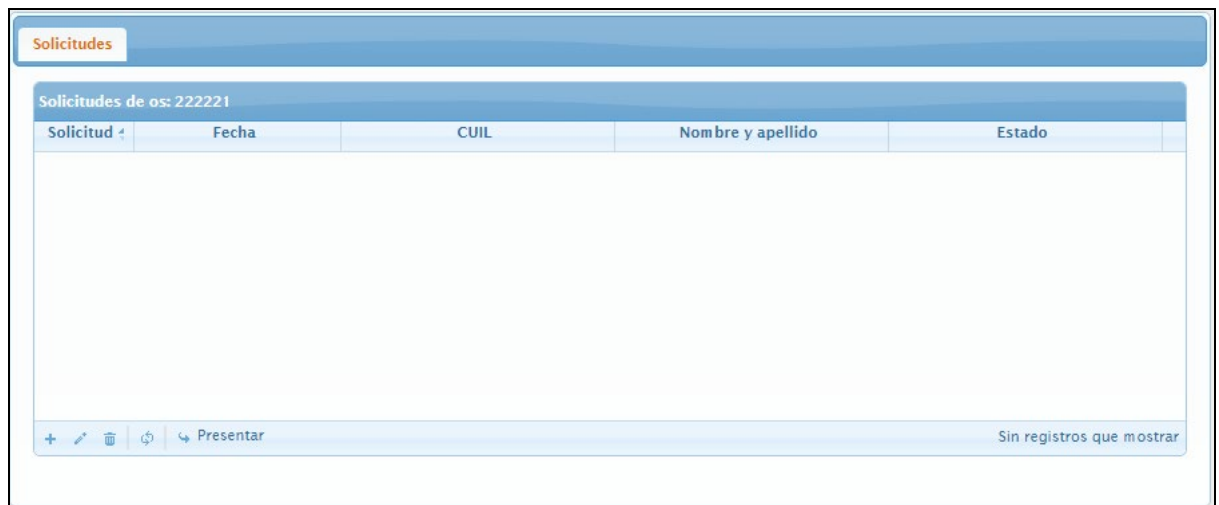 Solicitudes
Solicitudes de os: 222221
Solicitud Fecha CUIL Nombre y apellido Estado
Presentar Sin registros que mostrar